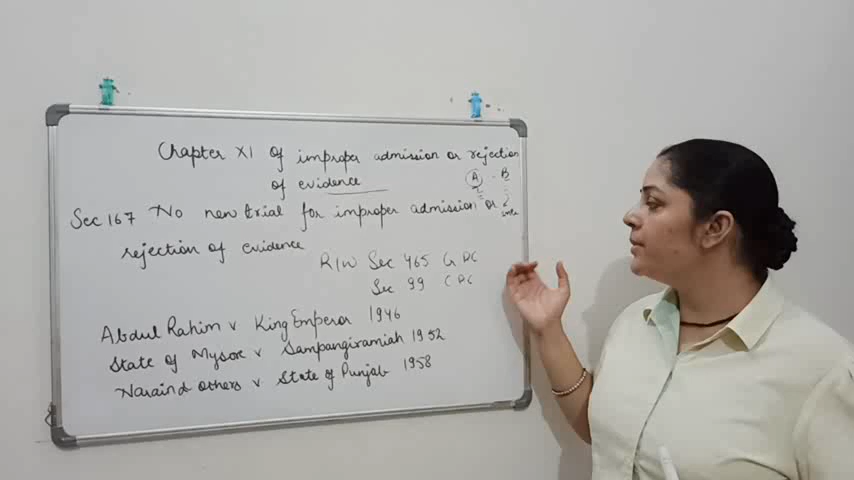 Chapter XI of improper admission or rejection
of evidence
A - B
Sec 167 No new trial for improper admission or
rejection of evidence
R/W Sec 465 Cr PC
Sec 99 CPC
Abdul Rahim v King Emperor 1946
State of Mysore v Sampangiramiah 1952
Narain & others v State of Punjab 1958